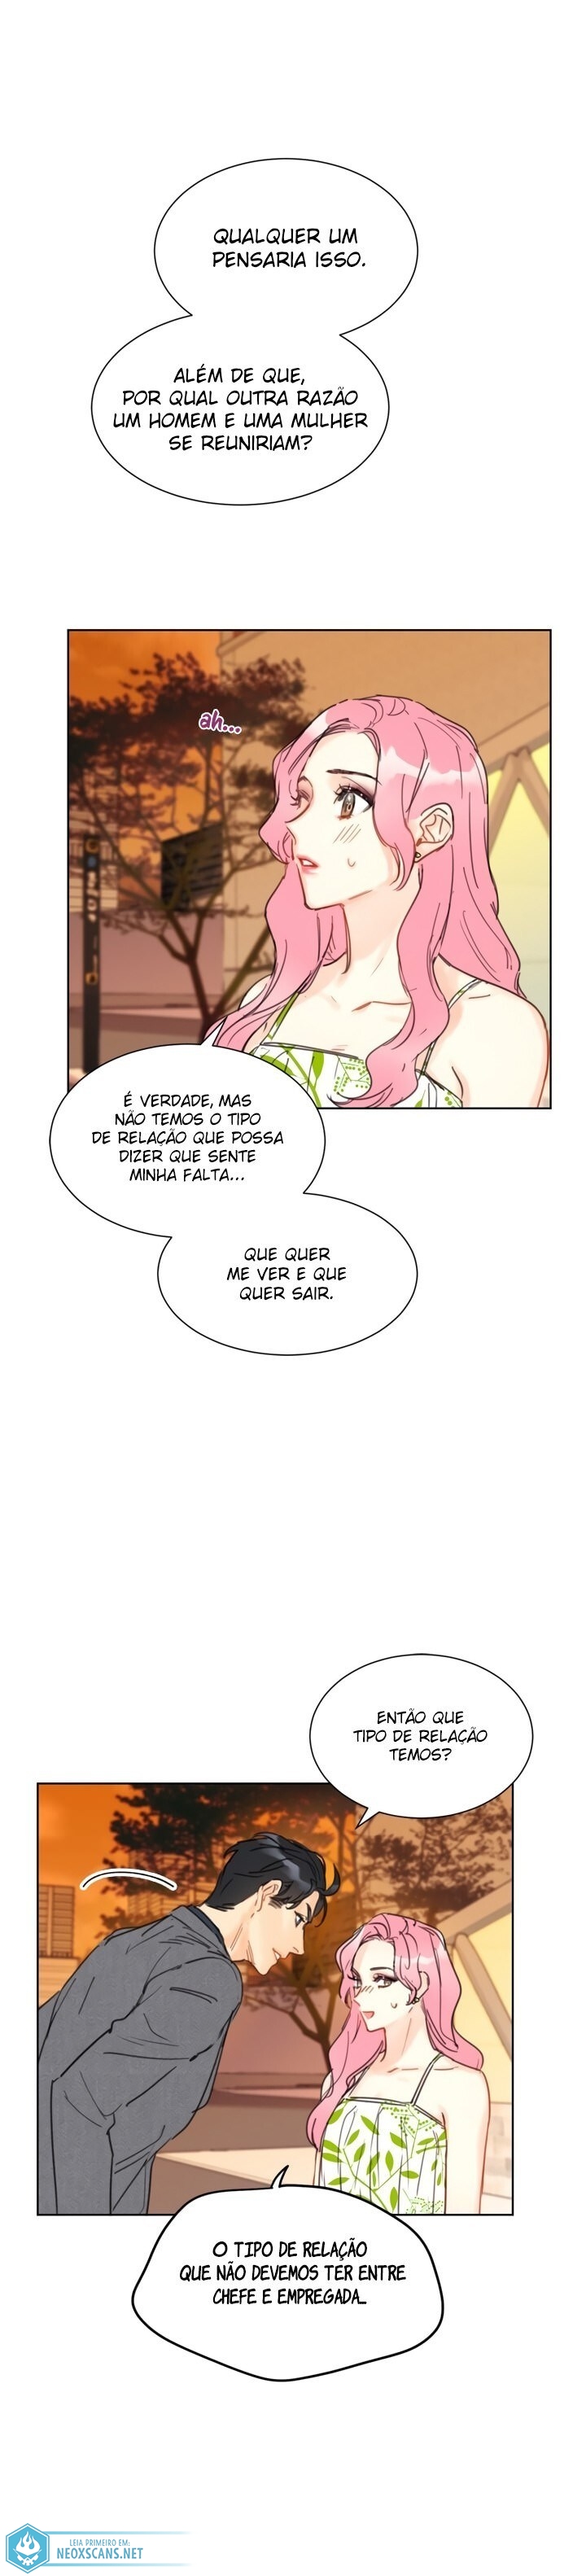 QUALQUER UM
PENSARIA ISSO.
ALÉM DE QUE,
POR QUAL OUTRA RAZÃO
UM HOMEM E UMA MULHER
SE REUNIRIAM?
ah...
É VERDADE, MAS
NÃO TEMOS O TIPO
DE RELAÇÃO QUE POSSA
DIZER QUE SENTE
MINHA FALTA...
QUE QUER
ME VER E QUE
QUER SAIR.
ENTÃO QUE
TIPO DE RELAÇÃO
TEMOS?
O TIPO DE RELAÇÃO
QUE NÃO DEVEMOS TER ENTRE
CHEFE E EMPREGADA...
LEIA PRIMEIRO EM:
NEOXSCANS.NET